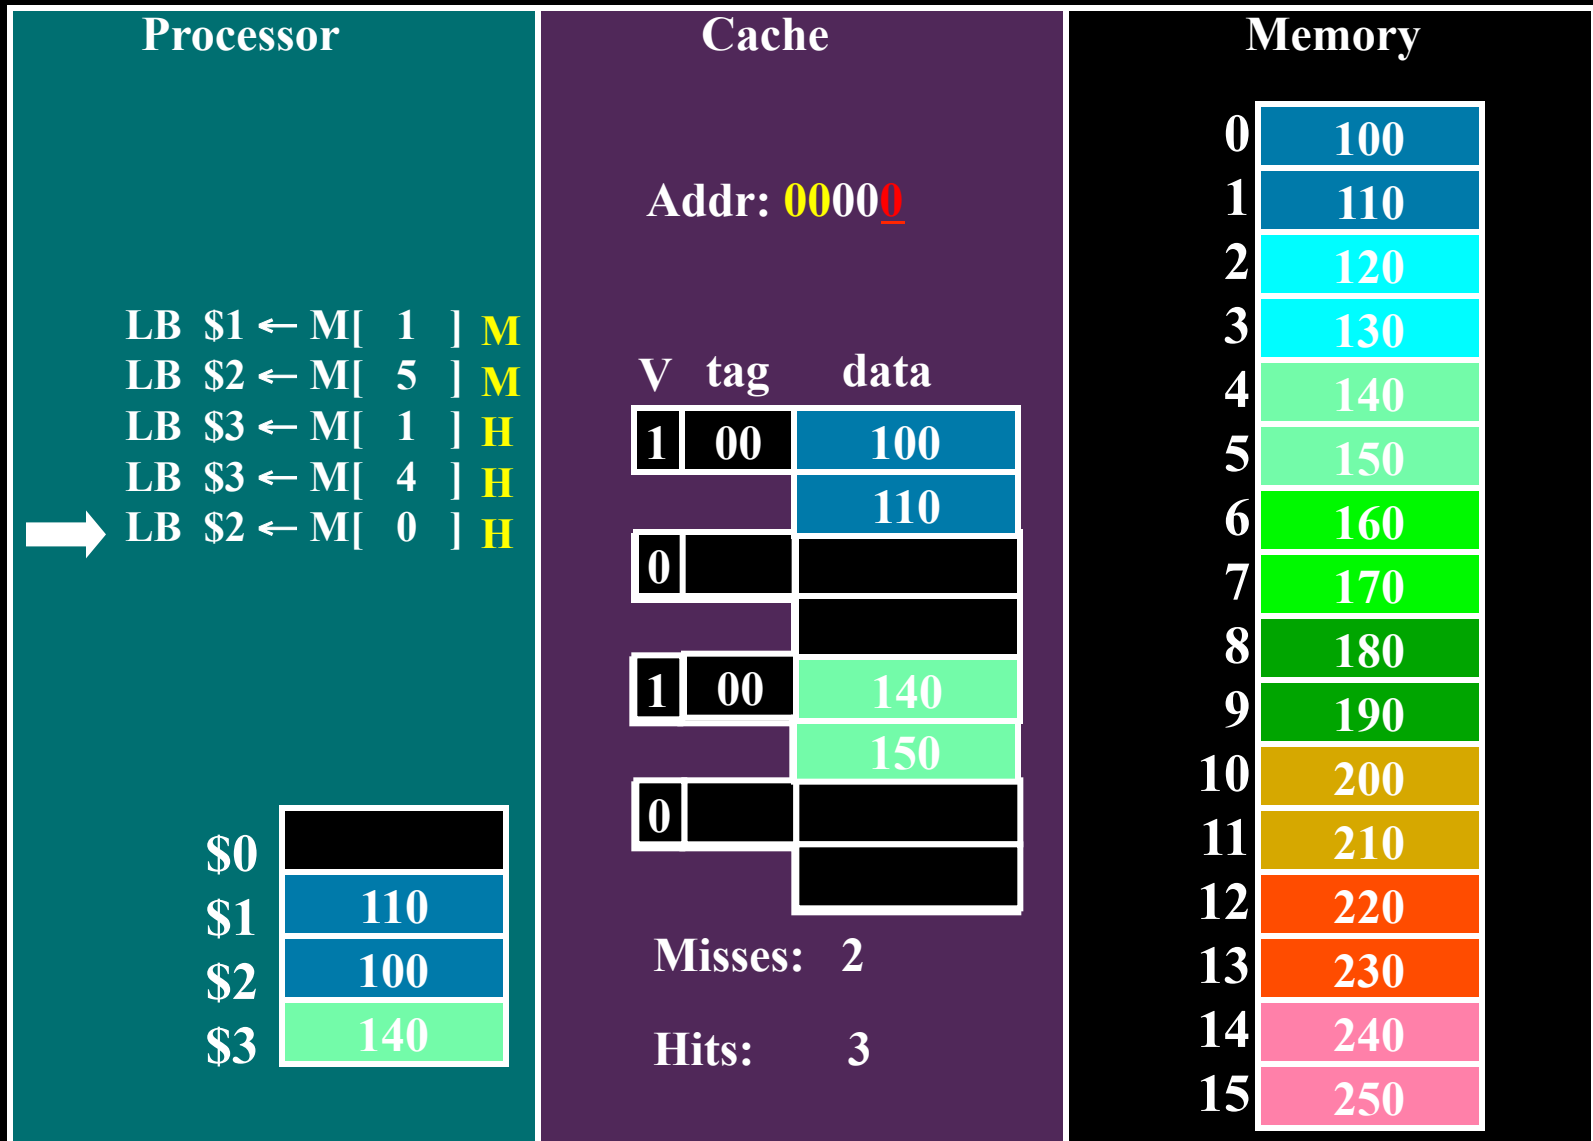 Processor
LB $1 ← M[ 1 ] M
LB $2 ← M[ 5 ] M
LB $3 ← M[ 1 ] H
LB $3 ← M[ 4 ] H
LB $2 ← M[ 0 ] H
$0
$1 110
$2 100
$3 140
Cache
Addr: 00000
V tag data
1 00 100
110
0
1 00 140
150
0
Misses: 2
Hits: 3
Memory
0 100
1 110
2 120
3 130
4 140
5 150
6 160
7 170
8 180
9 190
10 200
11 210
12 220
13 230
14 240
15 250